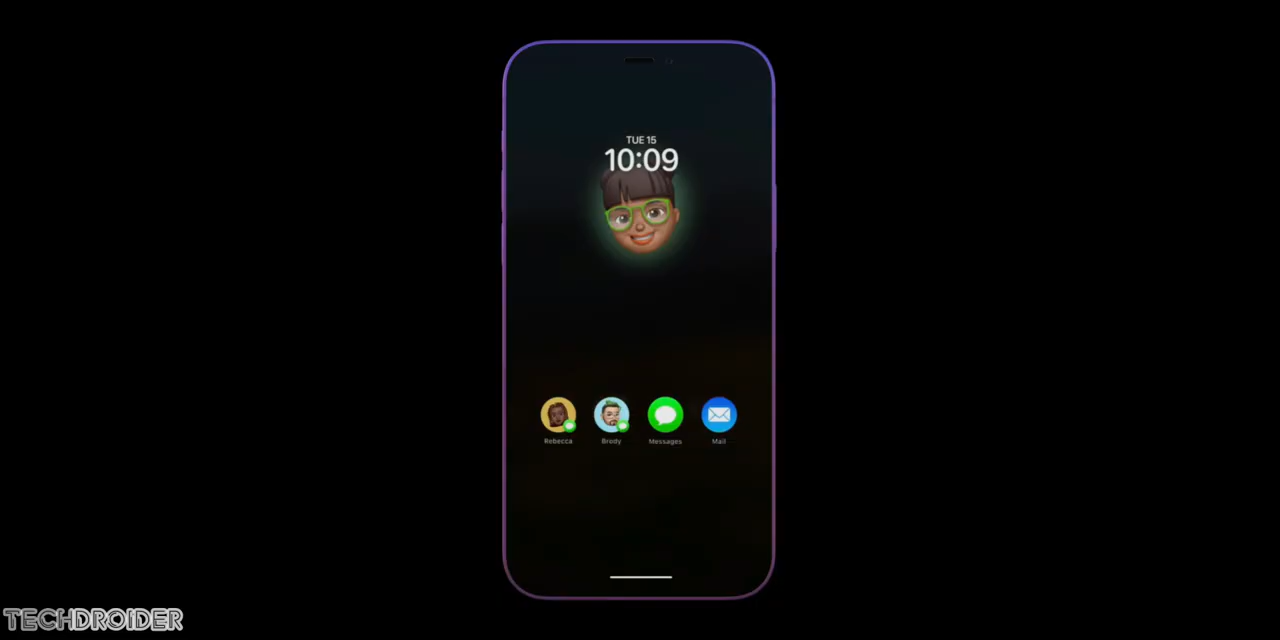 TUE 15
10:09
Rebecca
Brody
Messages
Mail
TECHDROIDER